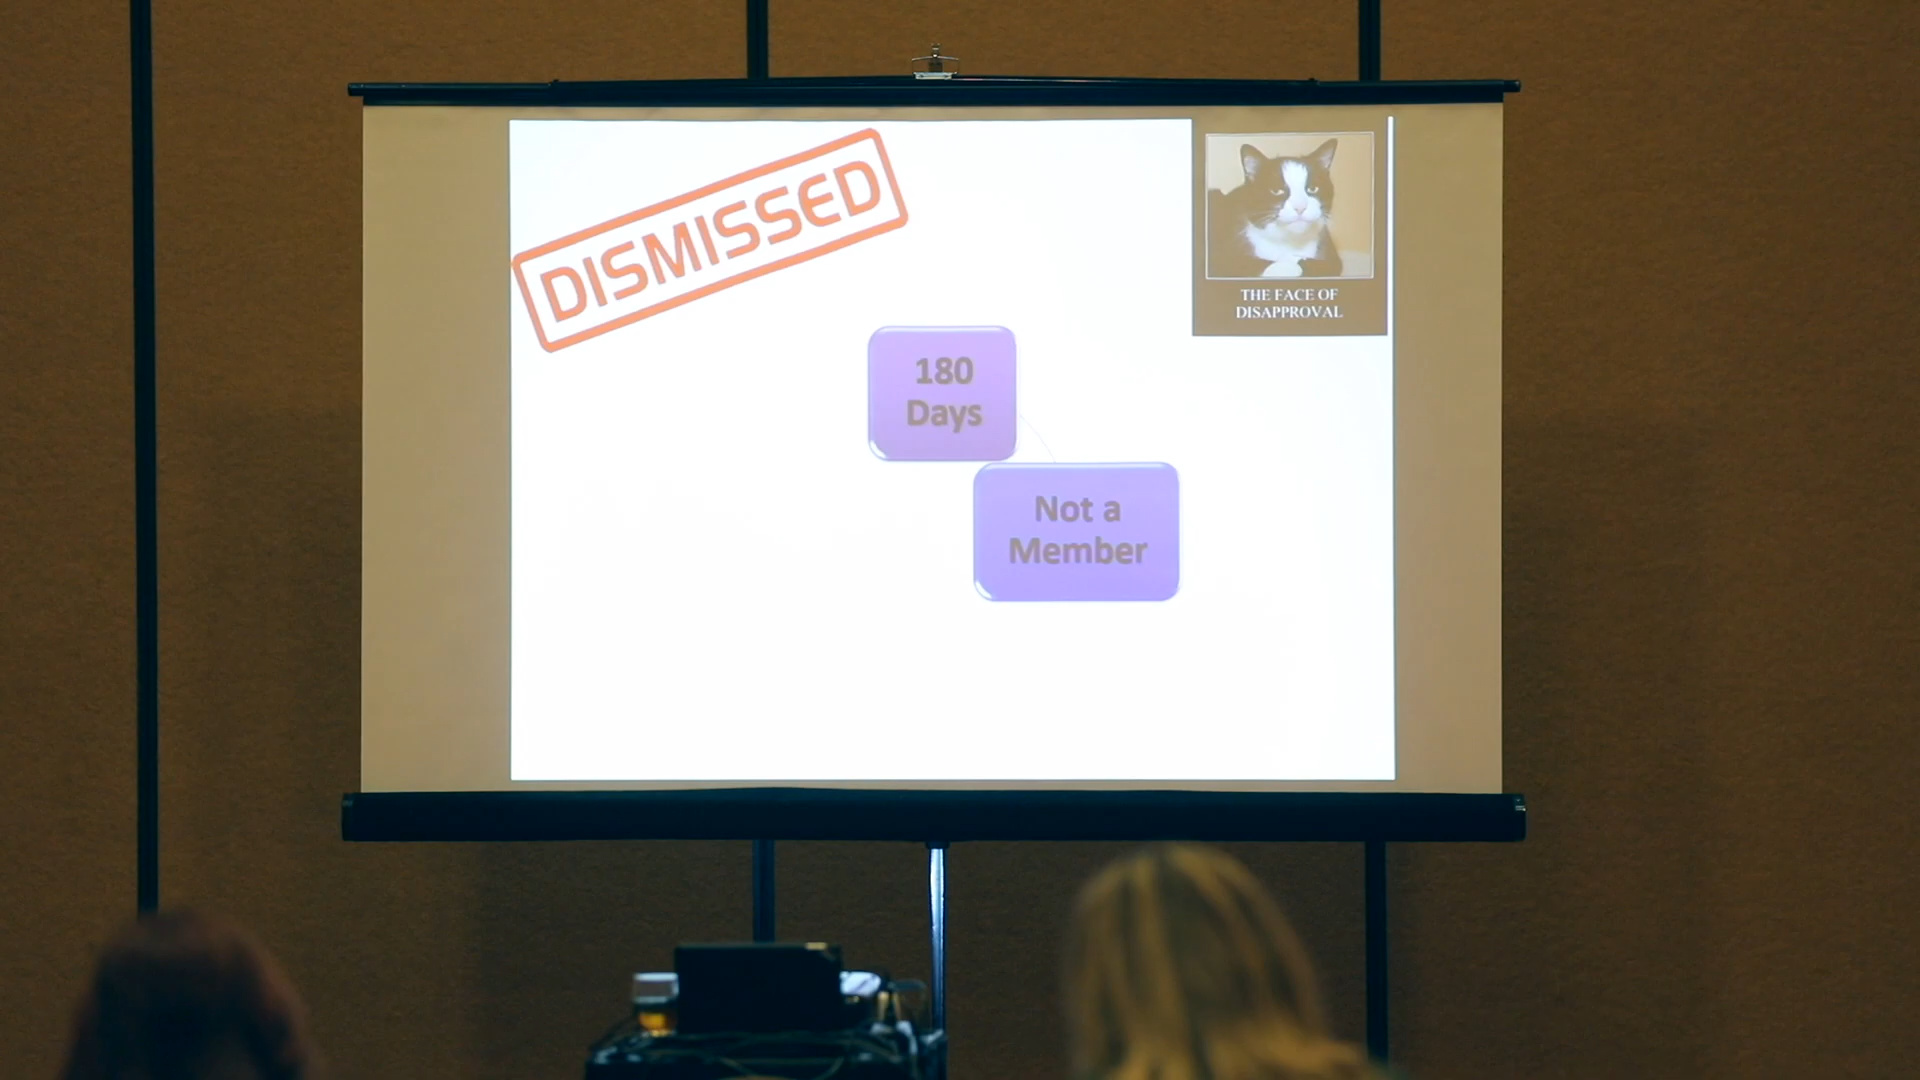 DISMISSED
THE FACE OF
DISAPPROVAL
180
Days
Not a
Member